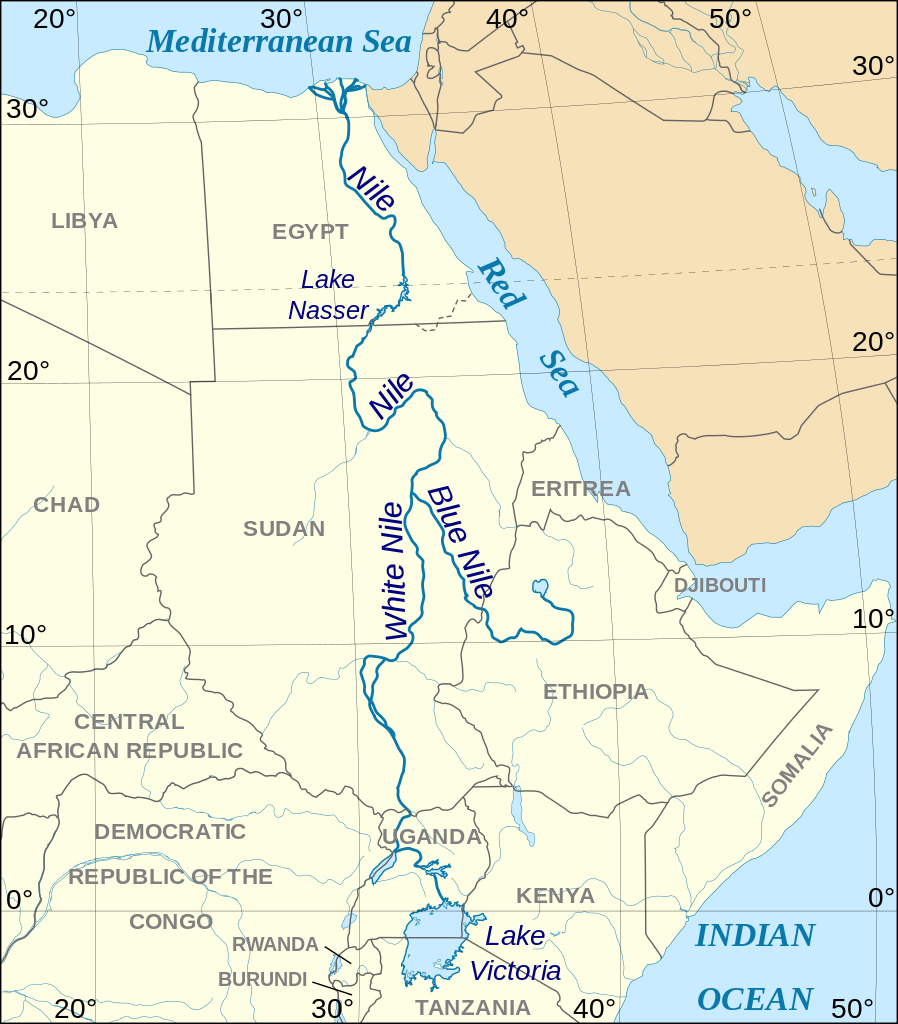 20°
30°
40°
50°
Mediterranean Sea
30°
30°
Nile
LIBYA
EGYPT
Lake
Nasser
Red
Sea
20°
20°
Nile
CHAD
SUDAN
ERITREA
White Nile
Blue Nile
DJIBOUTI
10°
10°
ETHIOPIA
CENTRAL
AFRICAN REPUBLIC
SOMALIA
DEMOCRATIC
REPUBLIC OF THE
CONGO
UGANDA
KENYA
0°
0°
RWANDA
BURUNDI
Lake
Victoria
INDIAN
OCEAN
TANZANIA
20°
30°
40°
50°